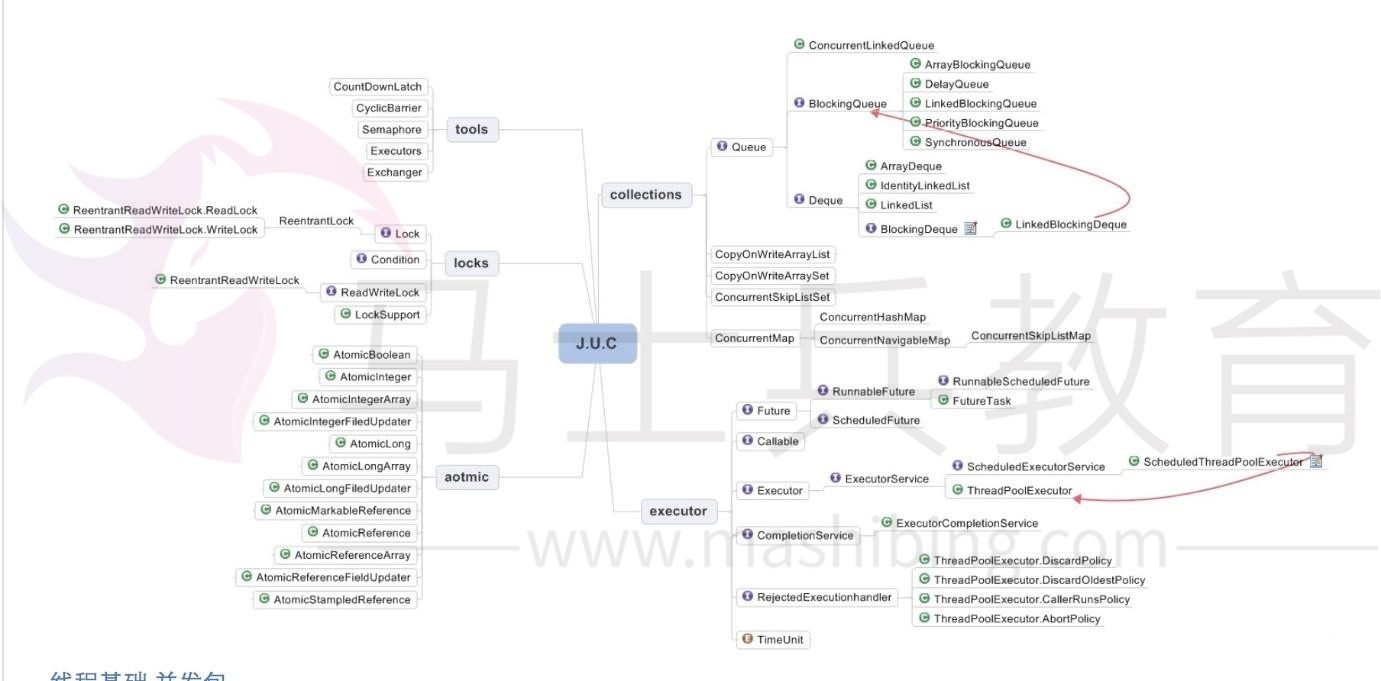 CountDownLatch
CyclicBarrier
Semaphore
Executors
Exchanger
tools
ReentrantReadWriteLock.ReadLock
ReentrantReadWriteLock.WriteLock
ReentrantLock
Lock
Condition
ReentrantReadWriteLock
ReadWriteLock
LockSupport
locks
AtomicBoolean
AtomicInteger
AtomicIntegerArray
AtomicIntegerFiledUpdater
AtomicLong
AtomicLongArray
AtomicLongFiledUpdater
AtomicMarkableReference
AtomicReference
AtomicReferenceArray
AtomicReferenceFieldUpdater
AtomicStampledReference
aotmic
J.U.C
collections
Queue
ConcurrentLinkedQueue
BlockingQueue
ArrayBlockingQueue
DelayQueue
LinkedBlockingQueue
PriorityBlockingQueue
SynchronousQueue
Deque
ArrayDeque
IdentityLinkedList
LinkedList
BlockingDeque
LinkedBlockingDeque
CopyOnWriteArrayList
CopyOnWriteArraySet
ConcurrentSkipListSet
ConcurrentMap
ConcurrentHashMap
ConcurrentNavigableMap
ConcurrentSkipListMap
executor
Future
RunnableFuture
RunnableScheduledFuture
FutureTask
ScheduledFuture
Callable
Executor
ExecutorService
ScheduledExecutorService
ScheduledThreadPoolExecutor
ThreadPoolExecutor
CompletionService
ExecutorCompletionService
RejectedExecutionhandler
ThreadPoolExecutor.DiscardPolicy
ThreadPoolExecutor.DiscardOldestPolicy
ThreadPoolExecutor.CallerRunsPolicy
ThreadPoolExecutor.AbortPolicy
TimeUnit
马士兵教育
www.mashibing.com
线程基础 并发包